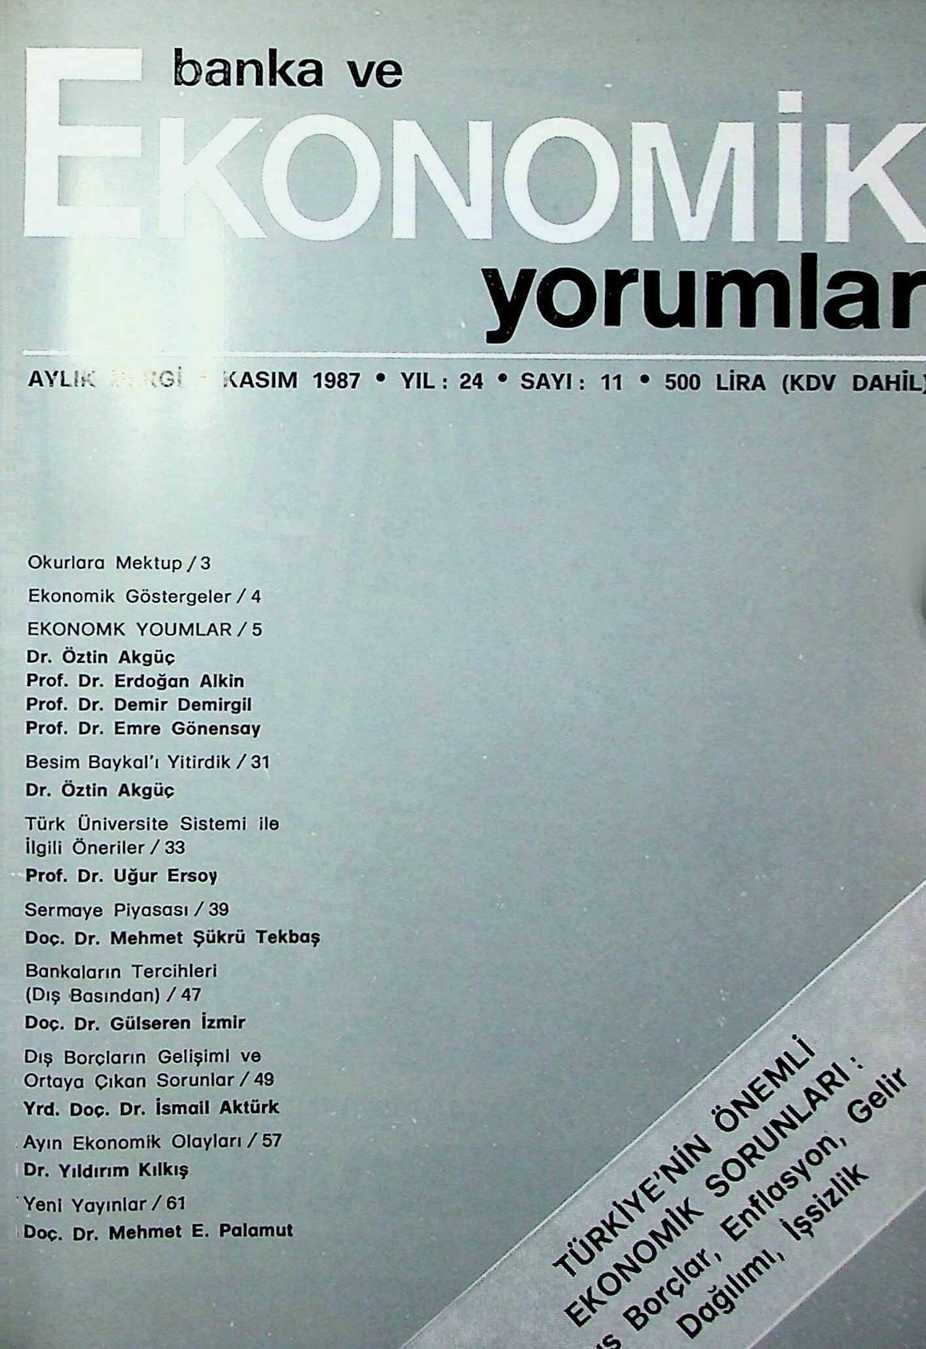 banka ve
EKONOMİK
yorumlar
AYLIK DERGİ • KASIM 1987 • YIL : 24 • SAYI : 11 • 500 LİRA (KDV DAHİL)
Okurlara Mektup / 3
Ekonomik Göstergeler / 4
EKONOMK YOUMLAR / 5
Dr. Öztin Akgüç
Prof. Dr. Erdoğan Alkin
Prof. Dr. Demir Demirgil
Prof. Dr. Emre Gönensay
Besim Baykal'ı Yitirdik / 31
Dr. Öztin Akgüç
Türk Üniversite Sistemi ile
İlgili Öneriler / 33
Prof. Dr. Uğur Ersoy
Sermaye Piyasası / 39
Doç. Dr. Mehmet Şükrü Tekbaş
Bankaların Tercihleri
(Dış Basından) / 47
Doç. Dr. Gülseren İzmir
Dış Borçların Gelişimi ve
Ortaya Çıkan Sorunlar / 49
Yrd. Doç. Dr. İsmail Aktürk
Ayın Ekonomik Olayları / 57
Dr. Yıldırım Kılkış
Yeni Yayınlar / 61
Doç. Dr. Mehmet E. Palamut
TÜRKİYE'NİN ÖNEMLİ
EKONOMİK SORUNLARI :
Borçlar, Enflasyon, Gelir
Dağılımı, İşsizlik